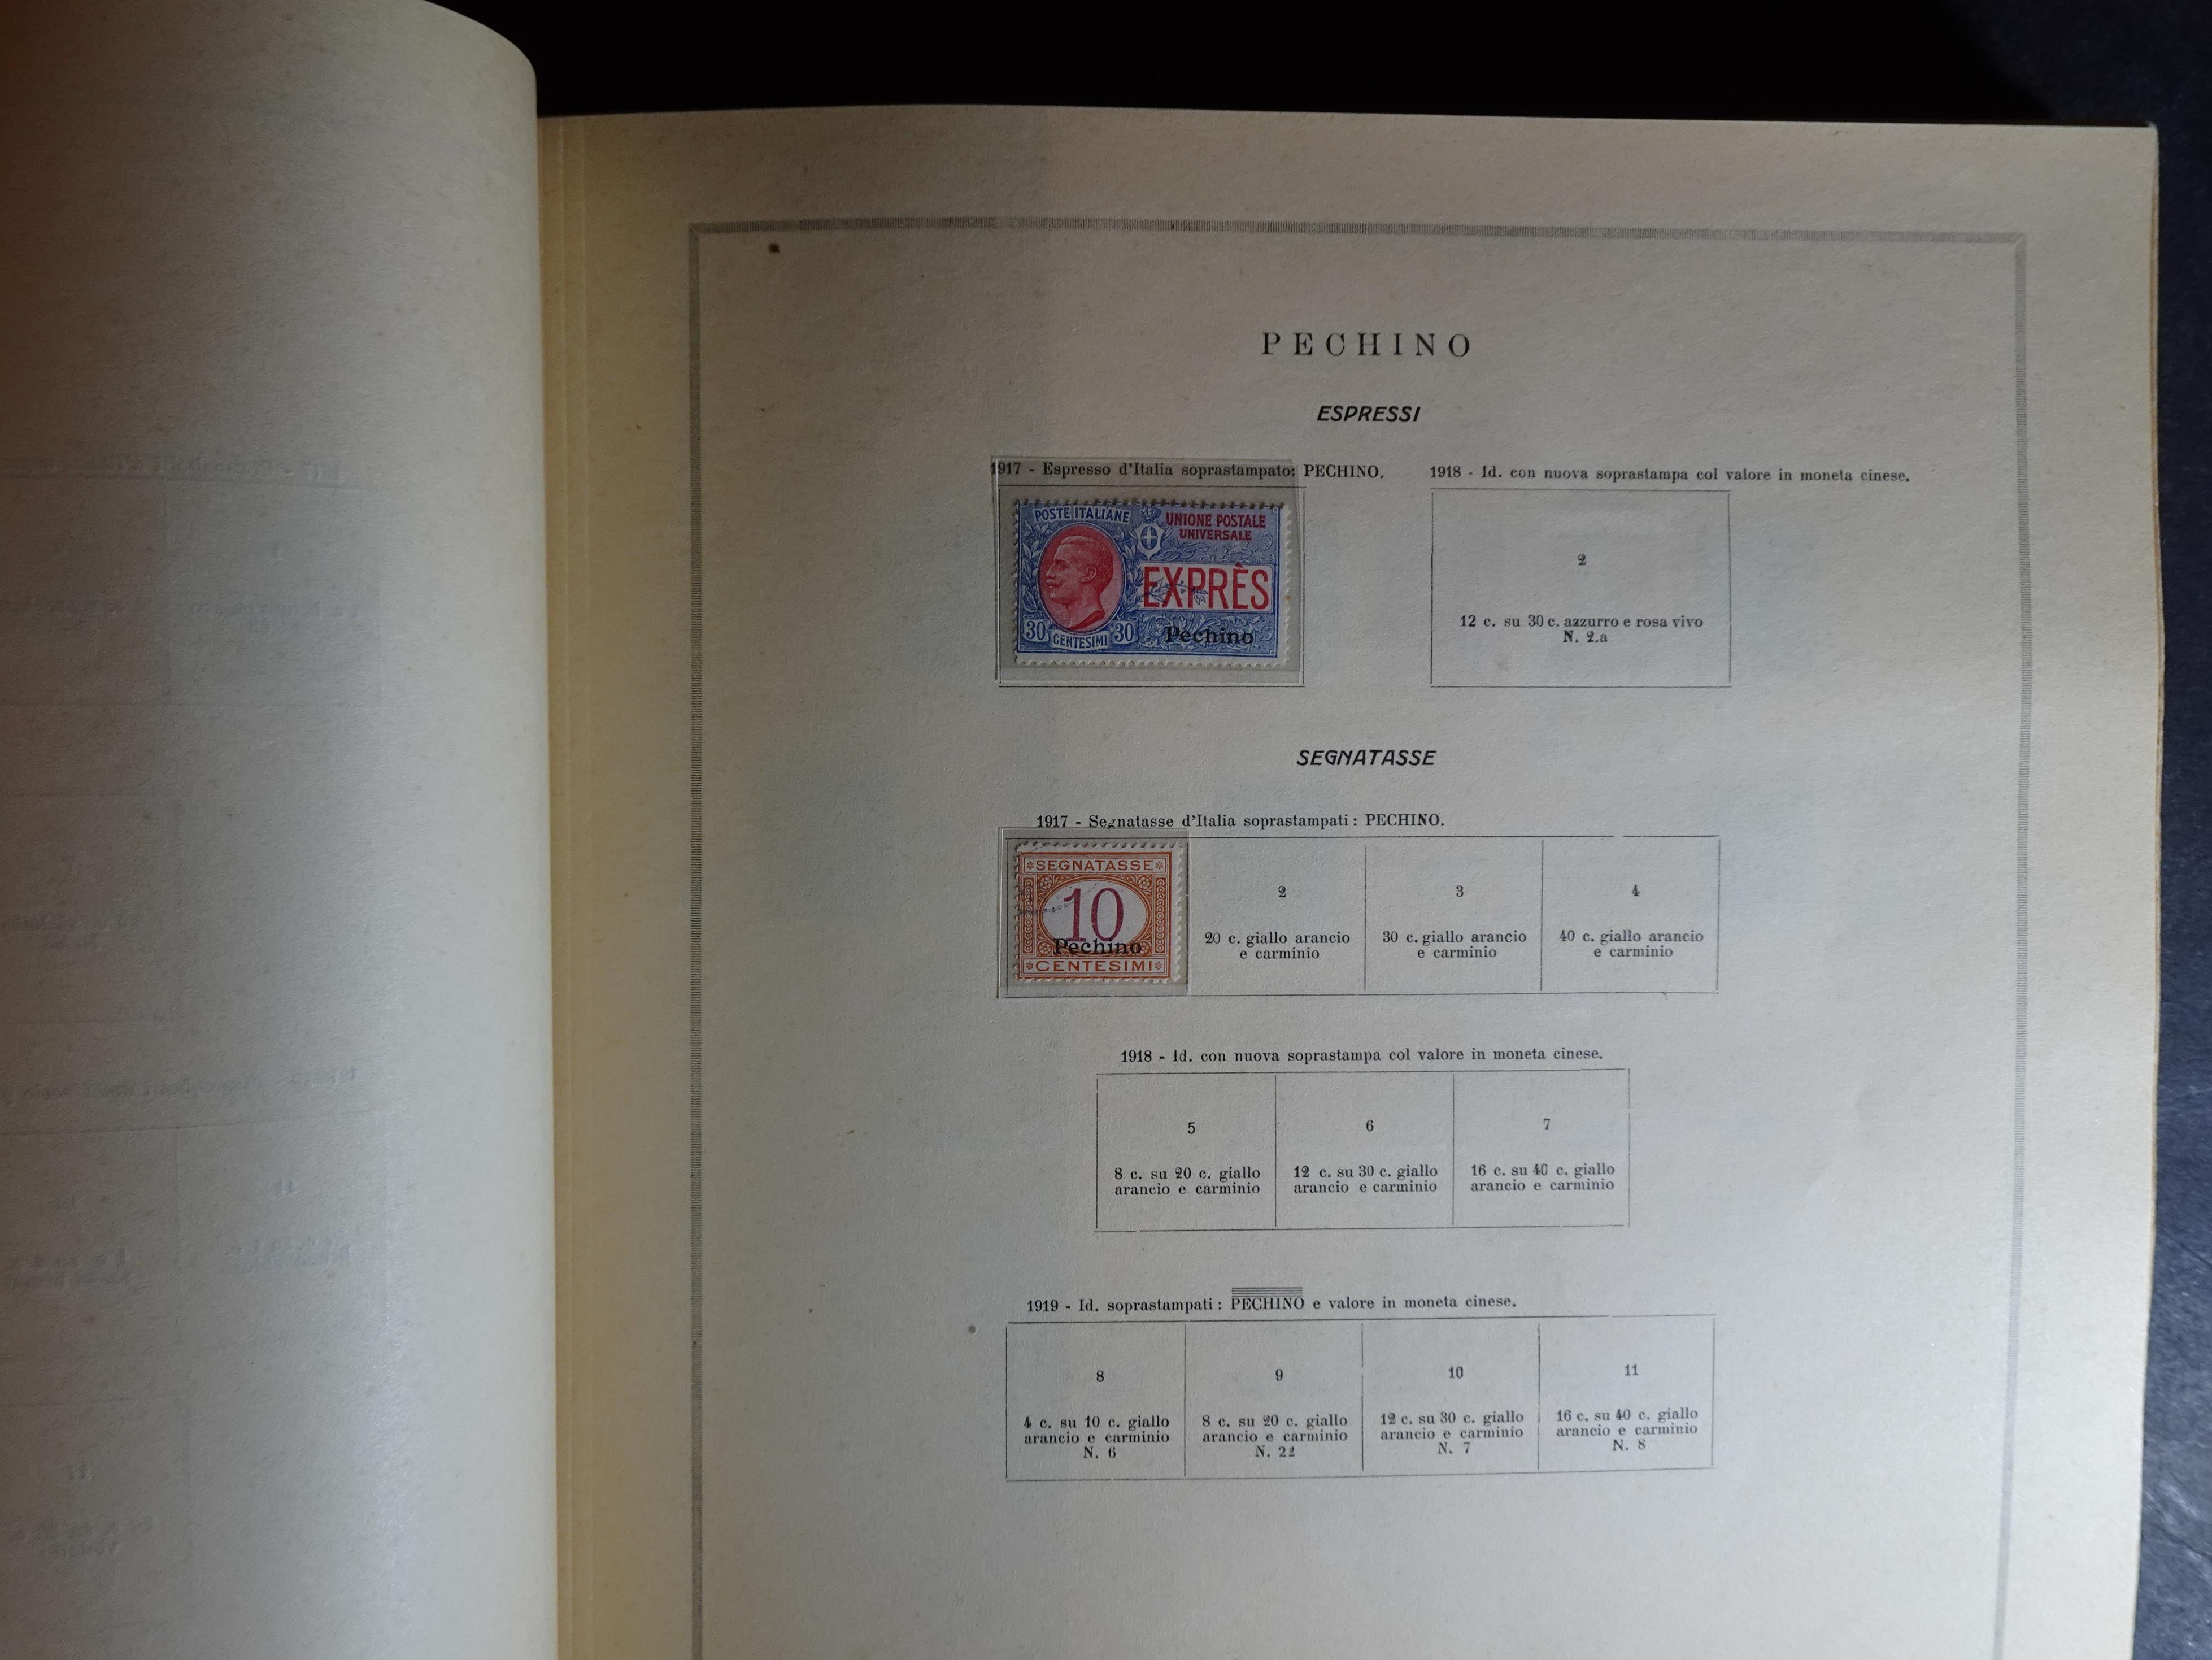 PECHINO
ESPRESSI
1917 - Espresso d'Italia soprastampato: PECHINO.
1918 - Id. con nuova soprastampa col valore in moneta cinese.
POSTE ITALIANE
UNIONE POSTALE
UNIVERSALE
EXPRÈS
30 CENTESIMI 30
Pechino
2
12 c. su 30 c. azzurro e rosa vivo
N. 2.a
SEGNATASSE
1917 - Segnatasse d'Italia soprastampati: PECHINO.
SEGNATASSE
10
Pechino
CENTESIMI
2
20 c. giallo arancio
e carminio
3
30 c. giallo arancio
e carminio
4
40 c. giallo arancio
e carminio
1918 - Id. con nuova soprastampa col valore in moneta cinese.
5
8 c. su 20 c. giallo
arancio e carminio
6
12 c. su 30 c. giallo
arancio e carminio
7
16 c. su 40 c. giallo
arancio e carminio
1919 - Id. soprastampati: PECHINO e valore in moneta cinese.
8
4 c. su 10 c. giallo
arancio e carminio
N. 6
9
8 c. su 20 c. giallo
arancio e carminio
N. 22
10
12 c. su 30 c. giallo
arancio e carminio
N. 7
11
16 c. su 40 c. giallo
arancio e carminio
N. 8